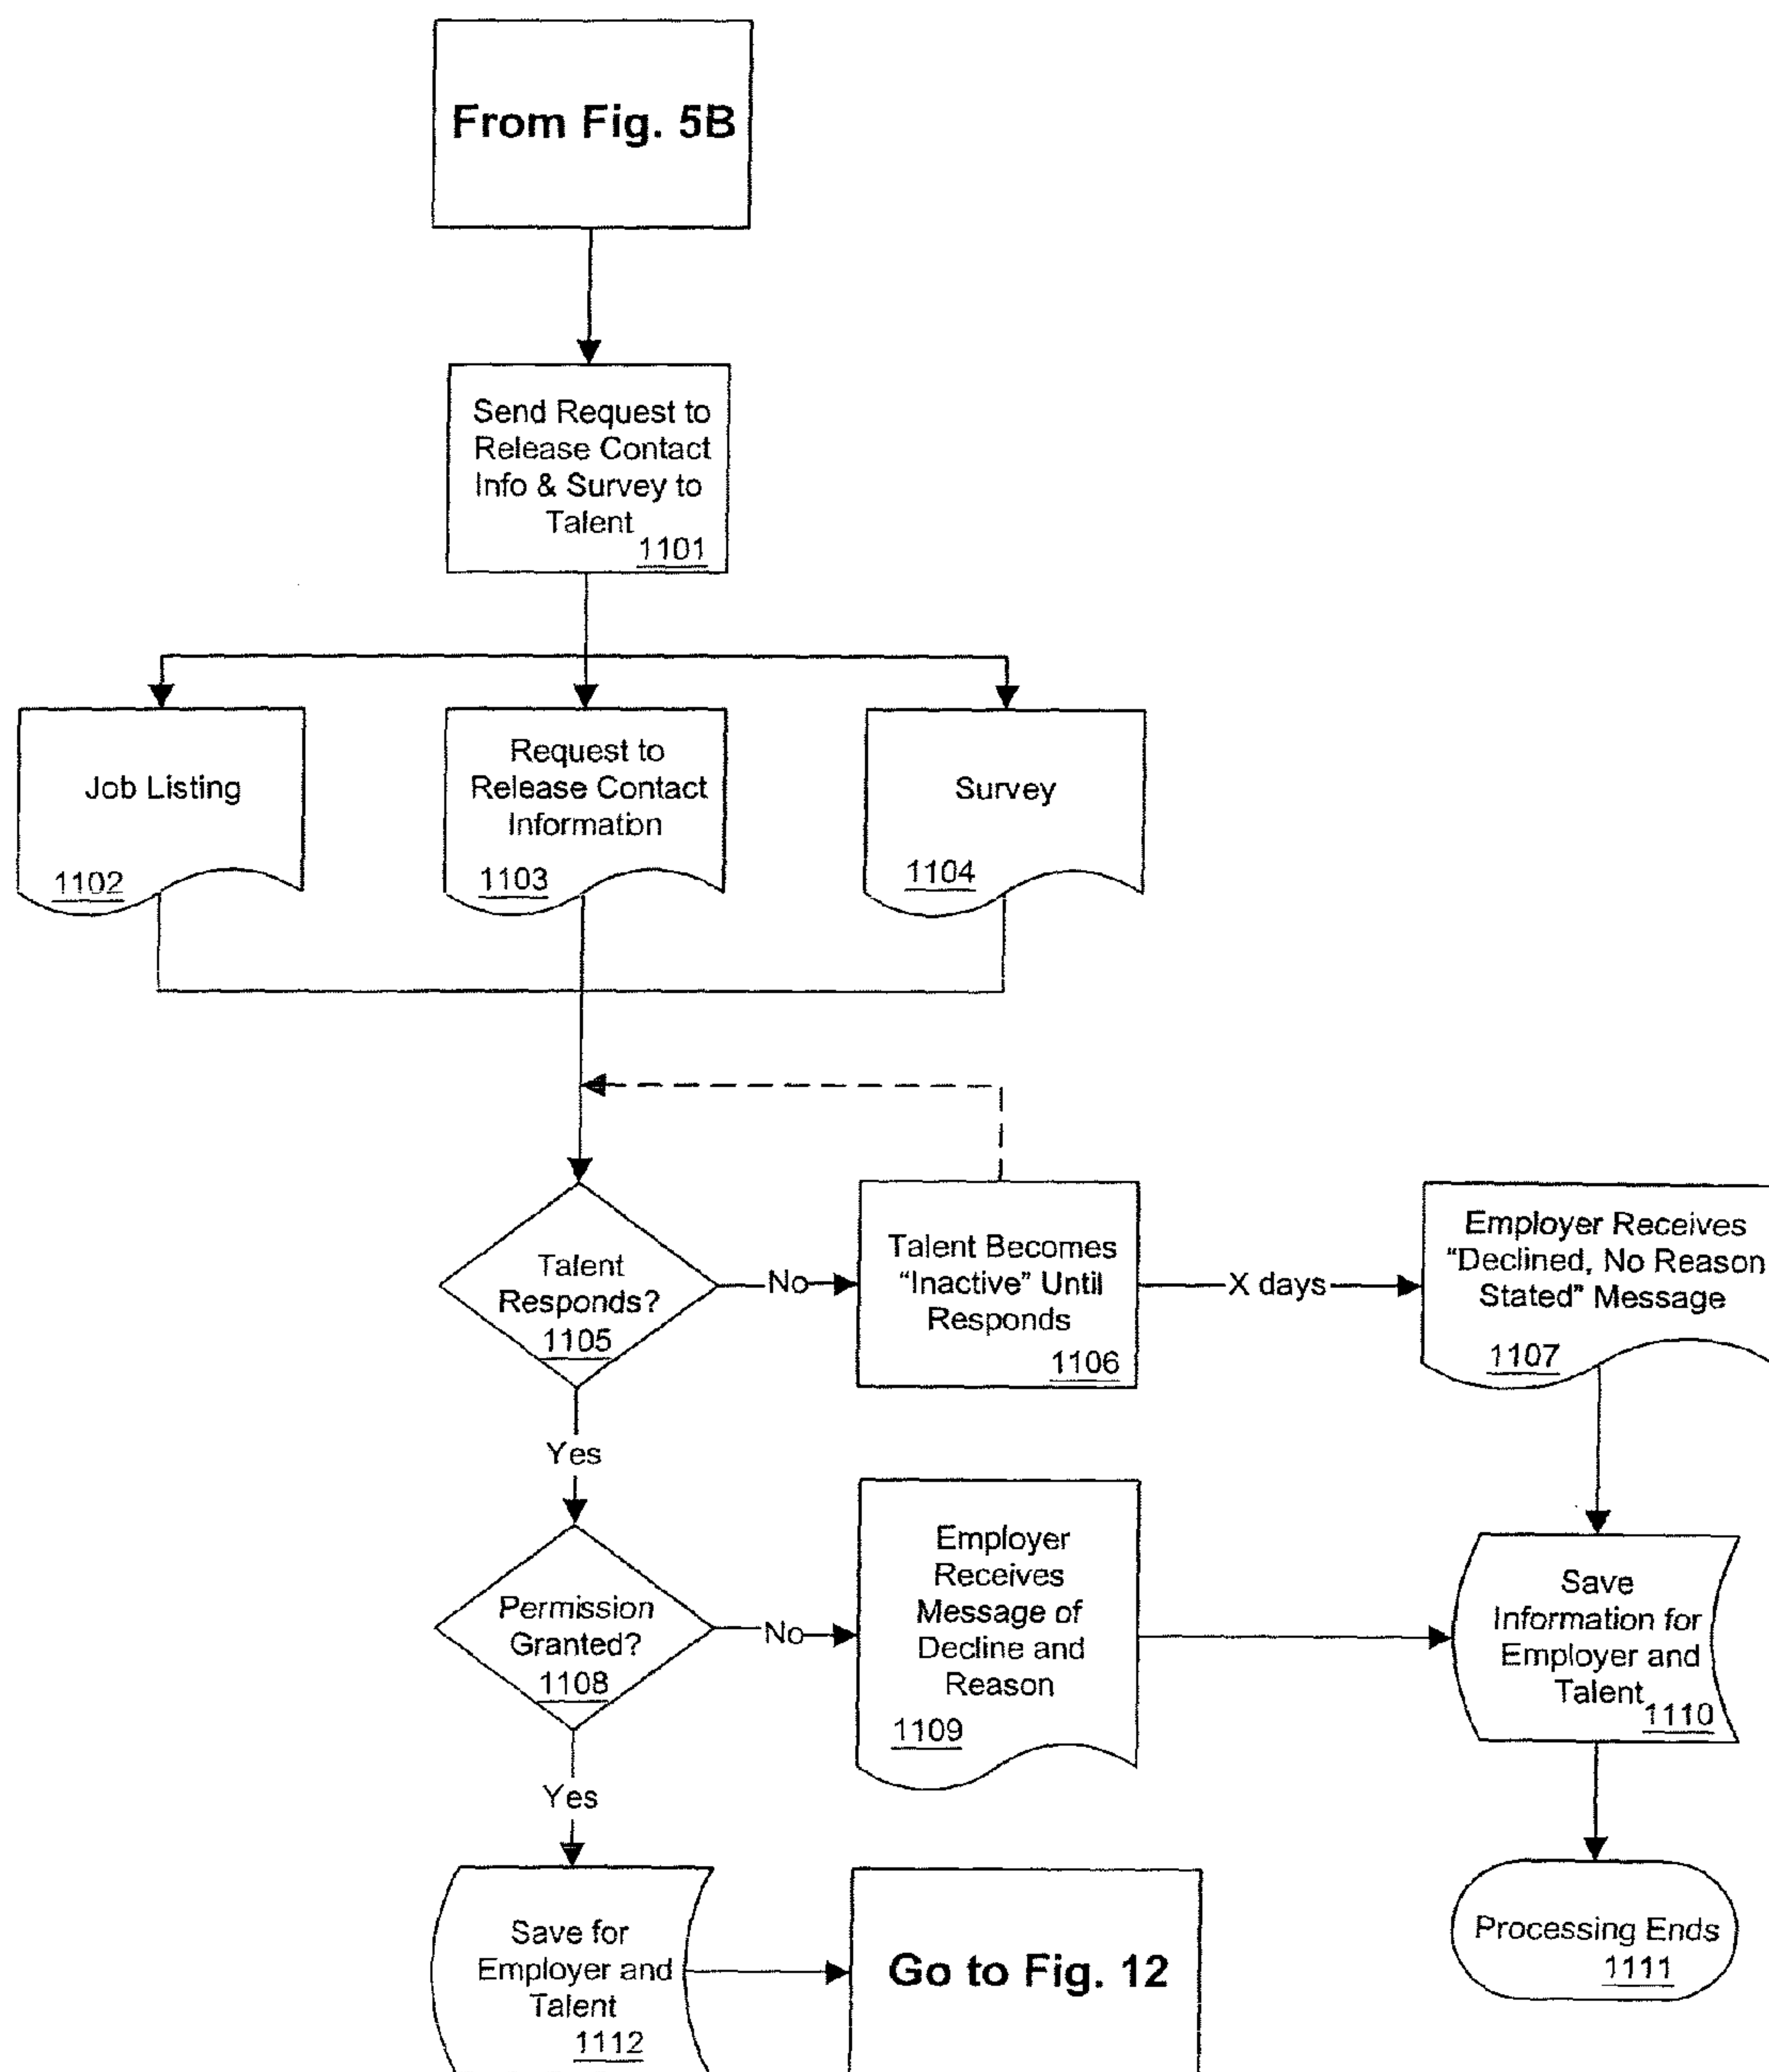 From Fig. 5B
Send Request to
Release Contact
Info & Survey to
Talent
1101
Job Listing
1102
Request to
Release Contact
Information
1103
Survey
1104
Talent
Responds?
1105
No
Talent Becomes
“Inactive” Until
Responds
1106
X days
Employer Receives
“Declined, No Reason
Stated” Message
1107
Yes
Permission
Granted?
1108
No
Employer
Receives
Message of
Decline and
Reason
1109
Save
Information for
Employer and
Talent
1110
Yes
Save for
Employer and
Talent
1112
Go to Fig. 12
Processing Ends
1111